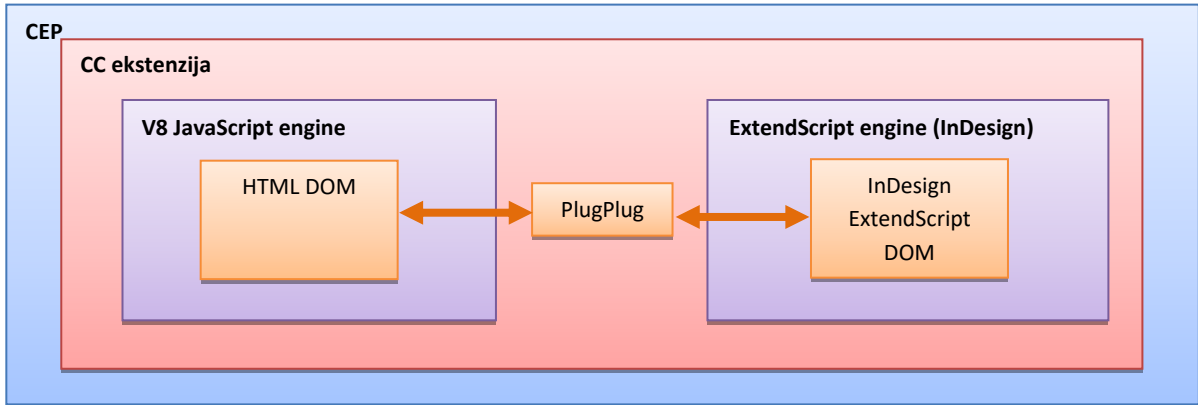 CEP
CC ekstenzija
V8 JavaScript engine
ExtendScript engine (InDesign)
HTML DOM
PlugPlug
InDesign
ExtendScript
DOM